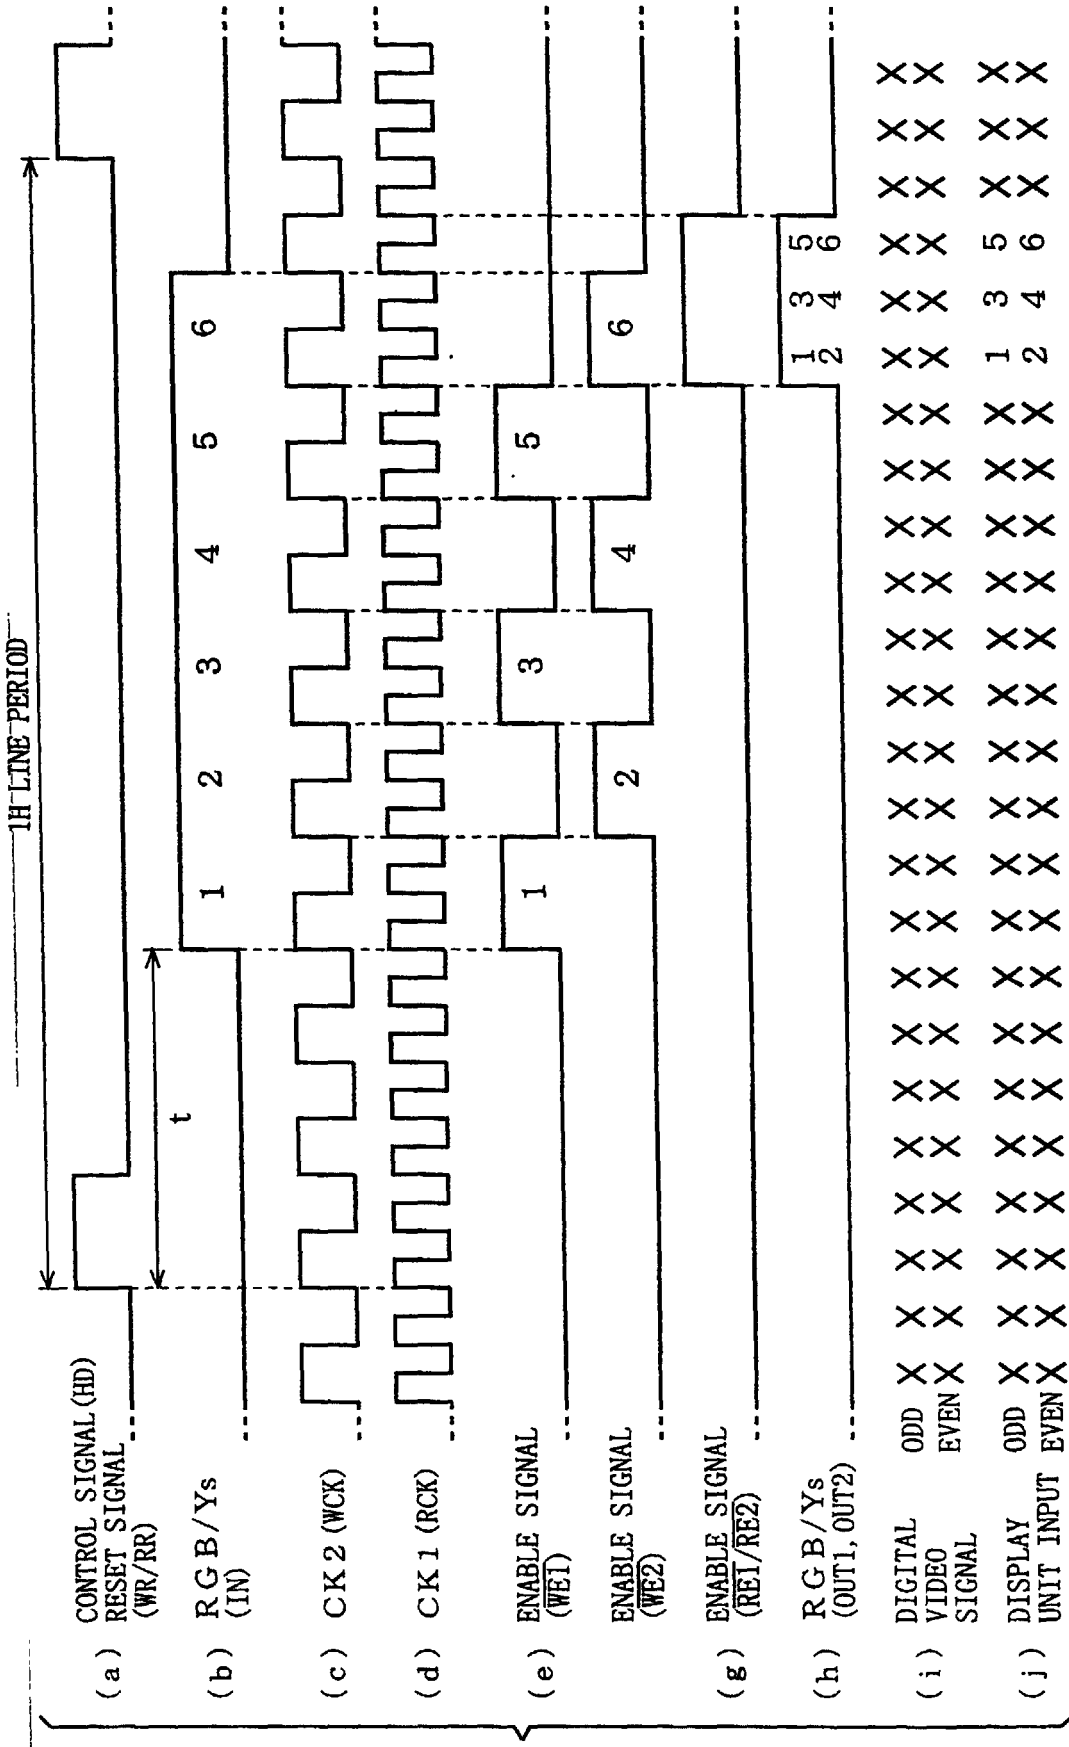 1H LINE PERIOD
(a) CONTROL SIGNAL (HD)
RESET SIGNAL
(WR/RR)
t
(b) RGB/Ys
(IN)
1 2 3 4 5 6
(c) CK2 (WCK)
(d) CK1 (RCK)
(e) ENABLE SIGNAL
(WE1)
1 3 5
ENABLE SIGNAL
(WE2)
2 4 6
(g) ENABLE SIGNAL
(RE1/RE2)
(h) RGB/Ys
(OUT1, OUT2)
1 3 5
2 4 6
(i) DIGITAL
VIDEO
SIGNAL
ODD X X X X X X X X X X X X X X X X X X X X X X X X
EVEN X X X X X X X X X X X X X X X X X X X X X X X X
(j) DISPLAY
UNIT INPUT
ODD X X X X X X X X X X X X X X X X X X 1 3 5 X X X
EVEN X X X X X X X X X X X X X X X X X X 2 4 6 X X X